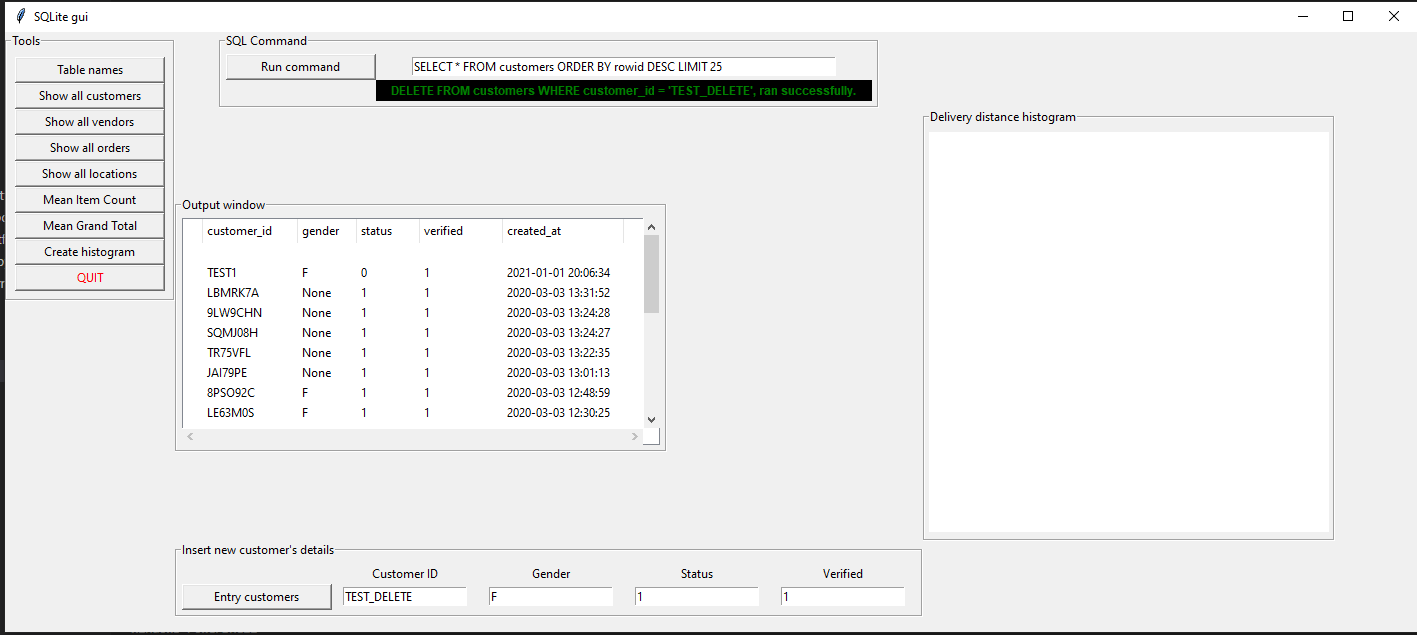 SQLite gui
Tools
Table names
Show all customers
Show all vendors
Show all orders
Show all locations
Mean Item Count
Mean Grand Total
Create histogram
QUIT
SQL Command
Run command
SELECT * FROM customers ORDER BY rowid DESC LIMIT 25
DELETE FROM customers WHERE customer_id = 'TEST_DELETE', ran successfully.
Output window
customer_id gender status verified created_at
TEST1 F 0 1 2021-01-01 20:06:34
LBMRK7A None 1 1 2020-03-03 13:31:52
9LW9CHN None 1 1 2020-03-03 13:24:28
SQMJ08H None 1 1 2020-03-03 13:24:27
TR75VFL None 1 1 2020-03-03 13:22:35
JAI79PE None 1 1 2020-03-03 13:01:13
8PSO92C F 1 1 2020-03-03 12:48:59
LE63M0S F 1 1 2020-03-03 12:30:25
Delivery distance histogram
Insert new customer's details
Customer ID Gender Status Verified
Entry customers TEST_DELETE F 1 1